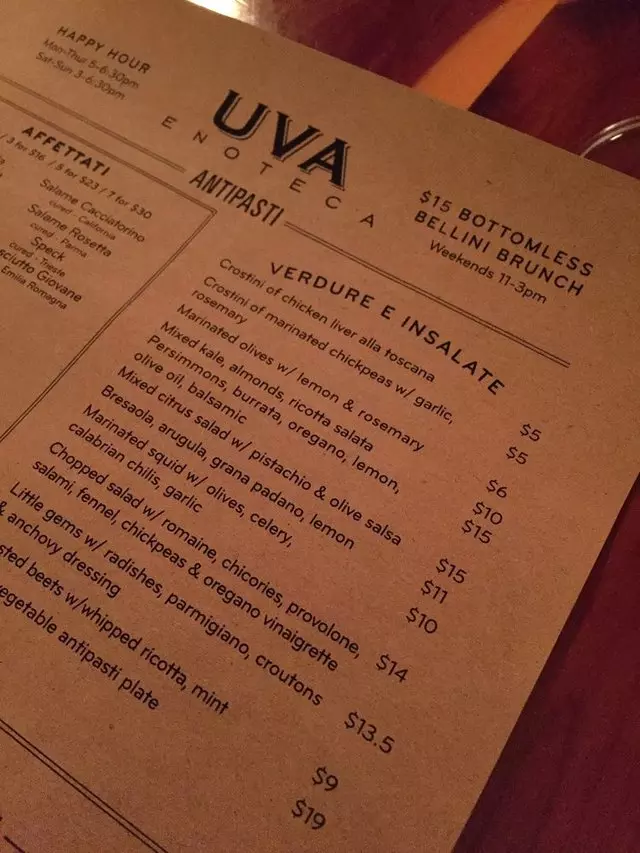 HAPPY HOUR
Mon-Thur 5-6:30pm
Sat-Sun 3-6:30pm
UVA
ENOTECA
$15 BOTTOMLESS
BELLINI BRUNCH
Weekends 11-3pm
ANTIPASTI
AFFETTATI
/ 3 for $16 / 5 for $23 / 7 for $30
Salame Cacciatorino
cured - California
Salame Rosetta
cured - Parma
Speck
cured - Trieste
Giovane
Emilia Romagna
VERDURE E INSALATE
Crostini of chicken liver alla toscana $5
Crostini of marinated chickpeas w/ garlic,
rosemary $5
Marinated olives w/ lemon & rosemary $6
Mixed kale, almonds, ricotta salata $10
Persimmons, burrata, oregano, lemon, $15
olive oil, balsamic
Mixed citrus salad w/ pistachio & olive salsa $15
Bresaola, arugula, grana padano, lemon $11
Marinated squid w/ olives, celery, $10
calabrian chilis, garlic
Chopped salad w/ romaine, chicories, provolone, $14
salami, fennel, chickpeas & oregano vinaigrette
Little gems w/ radishes, parmigiano, croutons $13.5
& anchovy dressing
beets w/whipped ricotta, mint $9
vegetable antipasti plate $19